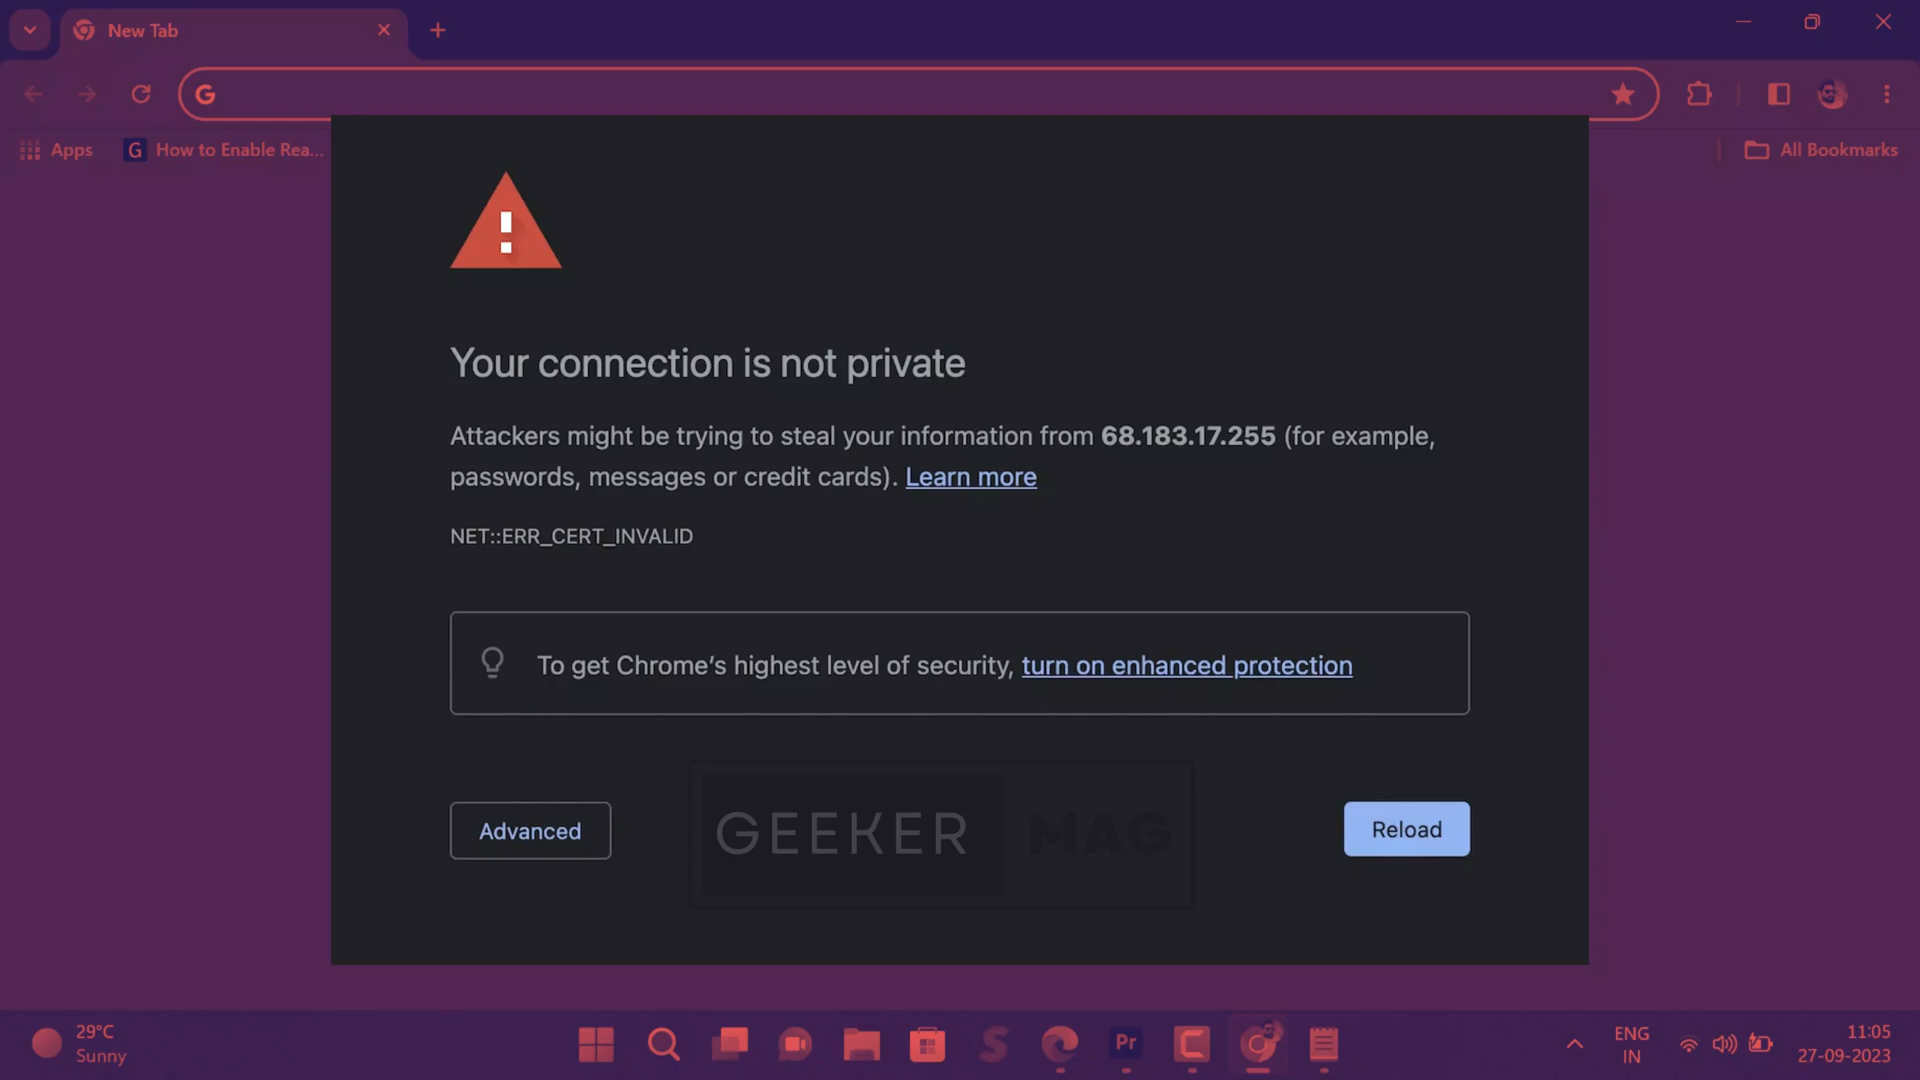 New Tab
G
Apps
G How to Enable Rea...
All Bookmarks
Your connection is not private
Attackers might be trying to steal your information from 68.183.17.255 (for example,
passwords, messages or credit cards). Learn more
NET::ERR_CERT_INVALID
To get Chrome's highest level of security, turn on enhanced protection
Advanced
GEEKER MAG
Reload
29°C
Sunny
Pr
ENG
IN
11:05
27-09-2023